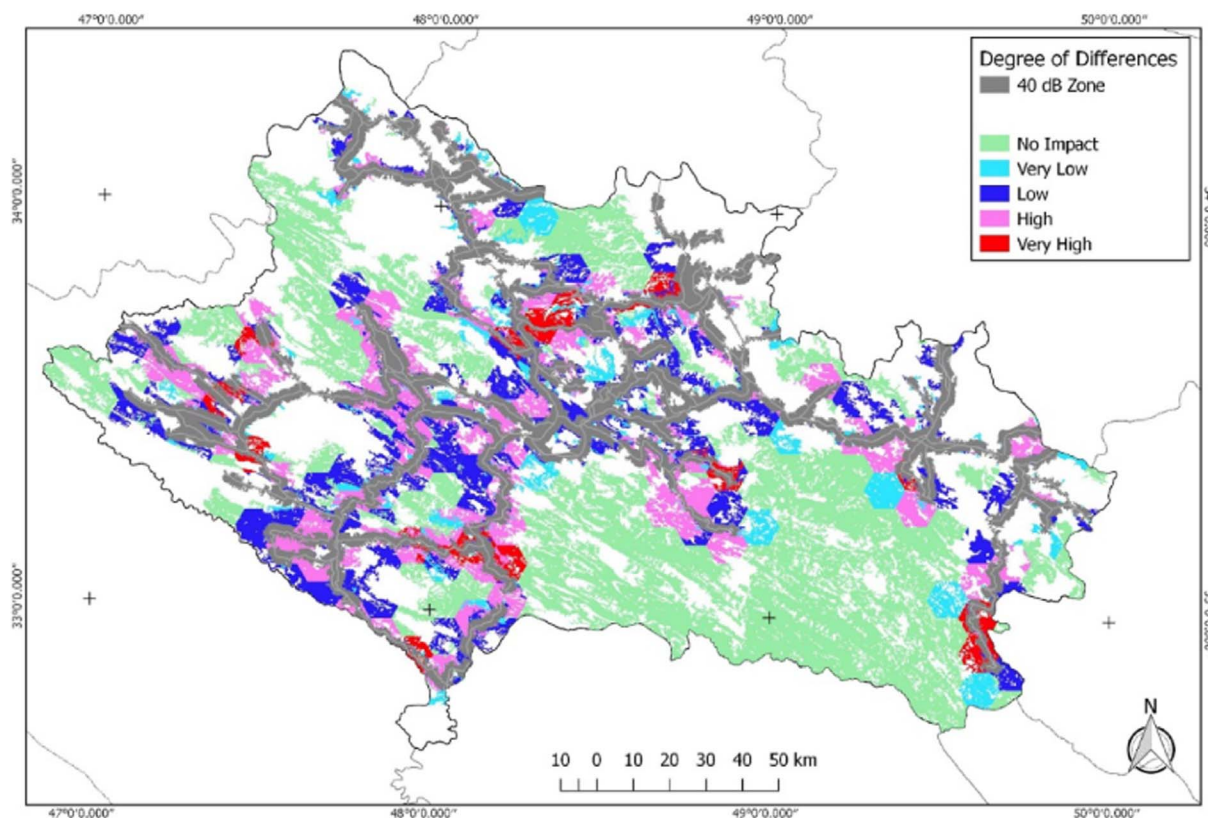 47°0'0.000" 48°0'0.000" 49°0'0.000" 50°0'0.000"
Degree of Differences
40 dB Zone
No Impact
Very Low
Low
High
Very High
34°0'0.000"
33°0'0.000"
N
10 0 10 20 30 40 50 km
47°0'0.000" 48°0'0.000" 49°0'0.000" 50°0'0.000"